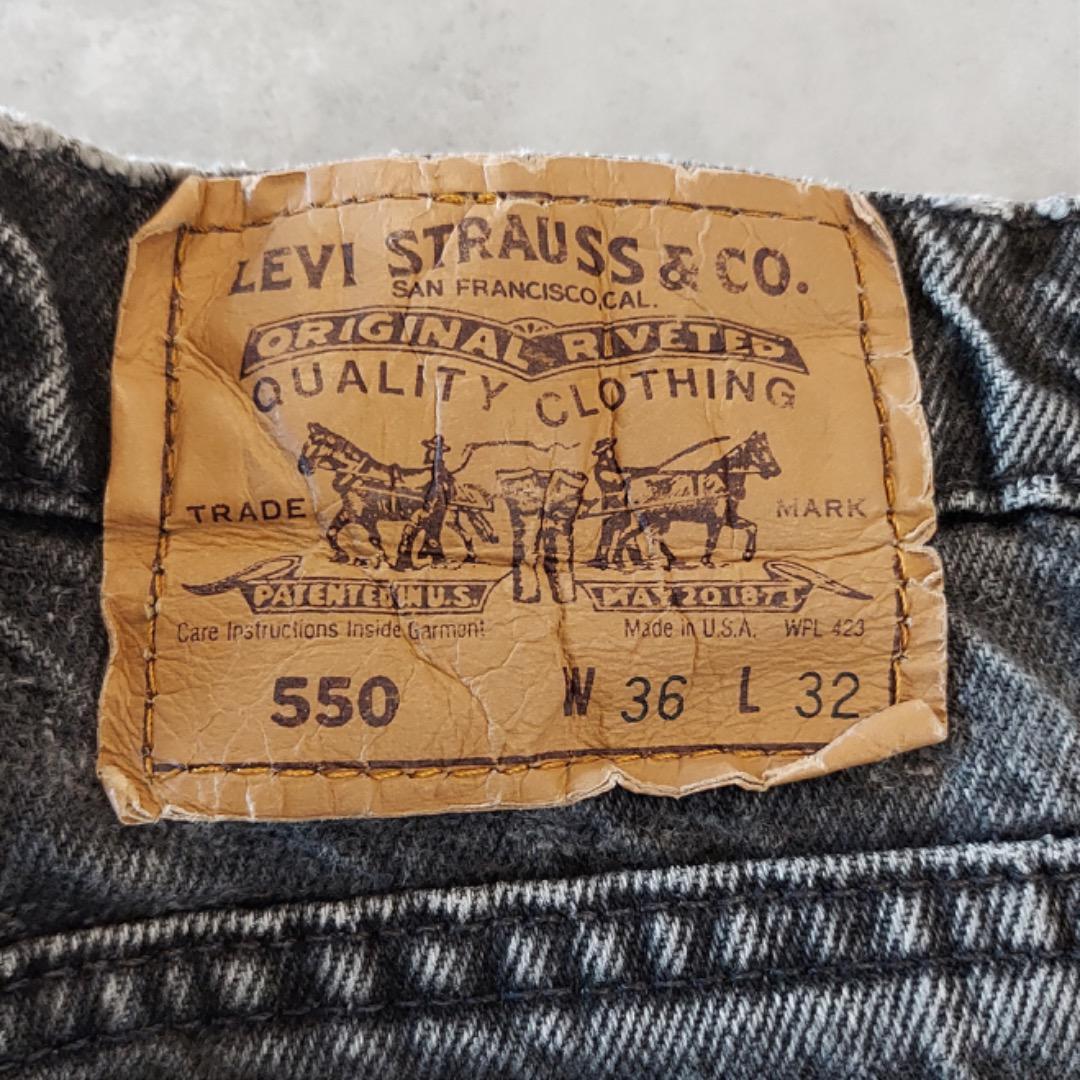 LEVI STRAUSS & CO.
SAN FRANCISCO, CAL.
ORIGINAL RIVETED
QUALITY CLOTHING
TRADE MARK
PATENTED IN U.S. MAY 20 1873
Care Instructions Inside Garment Made in U.S.A. WPL 423
550 W 36 L 32